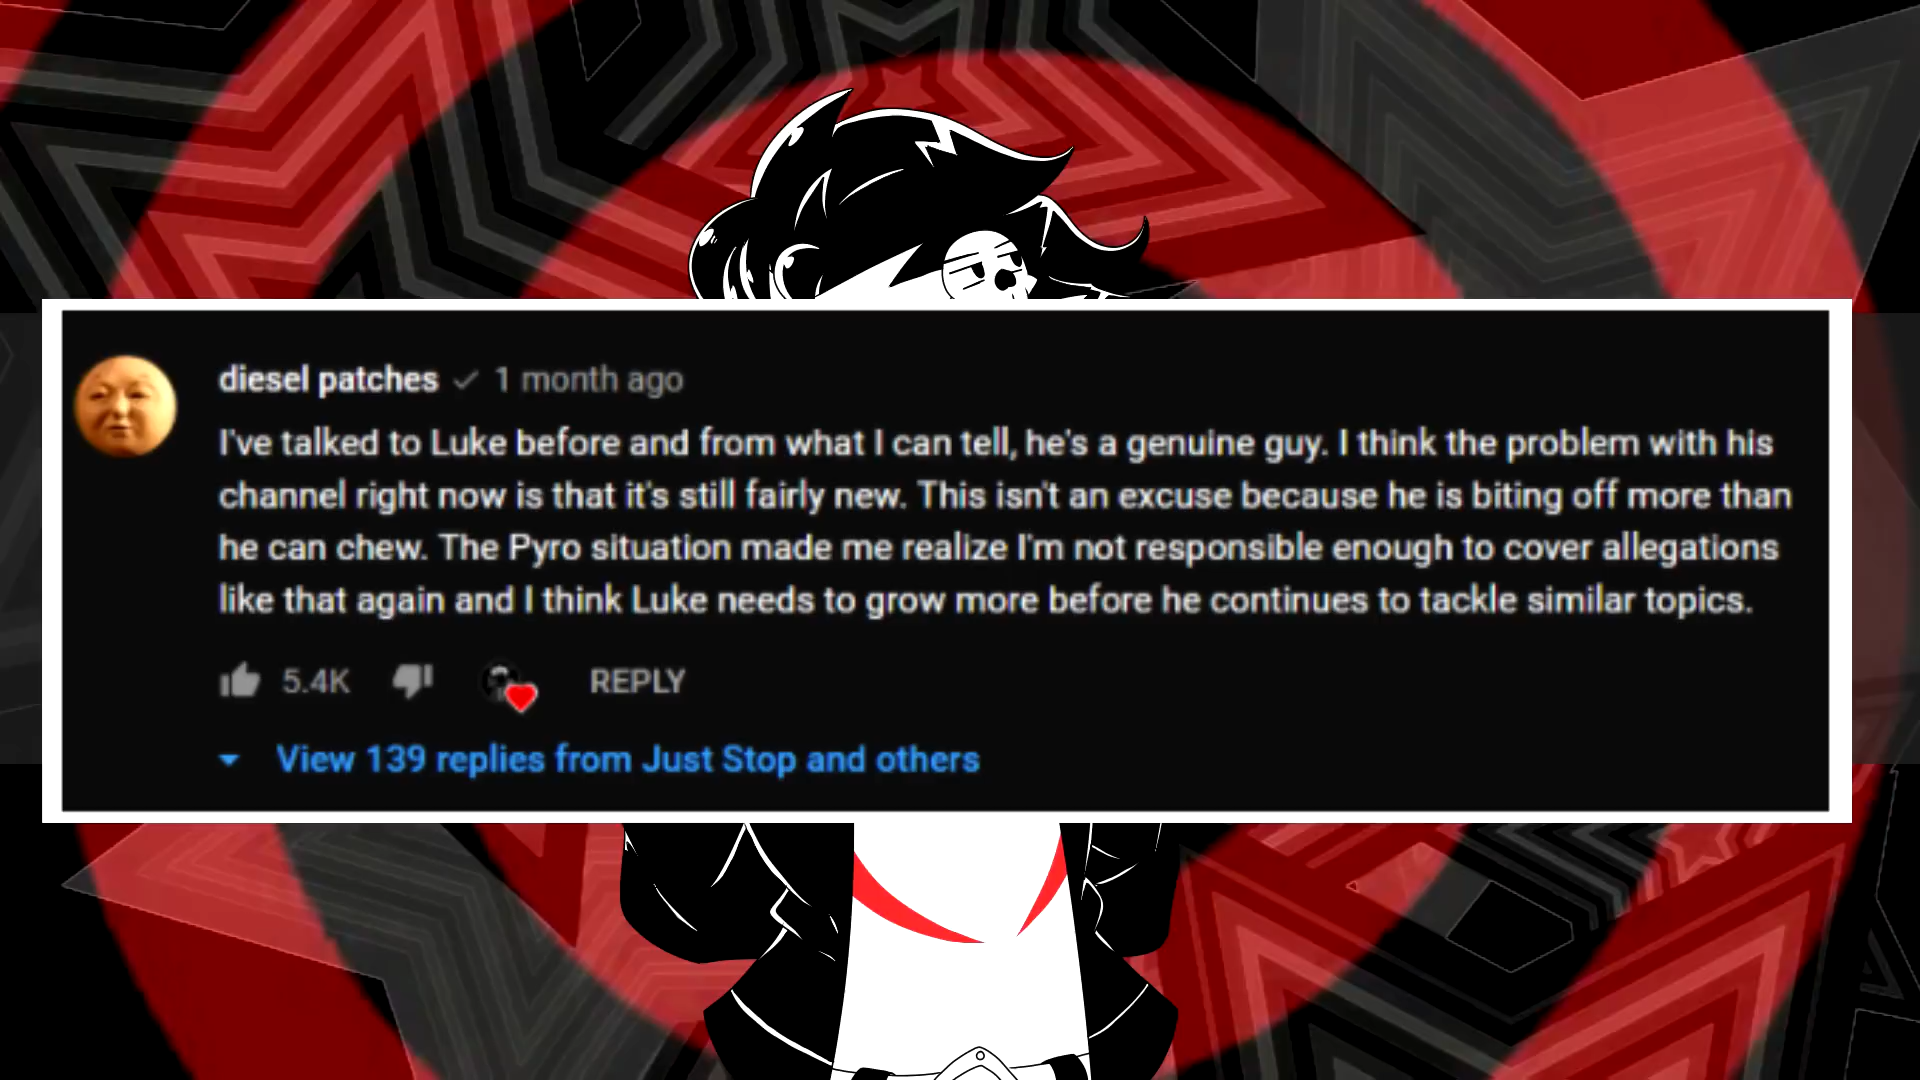 diesel patches 1 month ago
I've talked to Luke before and from what I can tell, he's a genuine guy. I think the problem with his
channel right now is that it's still fairly new. This isn't an excuse because he is biting off more than
he can chew. The Pyro situation made me realize I'm not responsible enough to cover allegations
like that again and I think Luke needs to grow more before he continues to tackle similar topics.
5.4K REPLY
View 139 replies from Just Stop and others